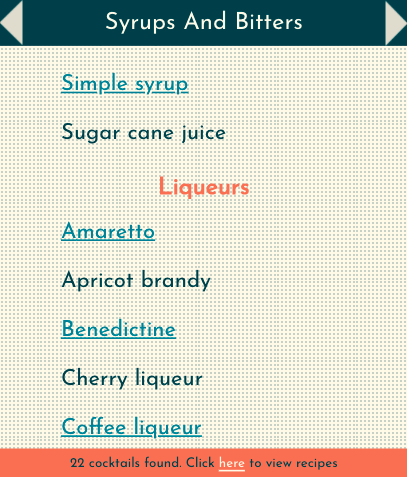 Syrups And Bitters
Simple syrup
Sugar cane juice
Liqueurs
Amaretto
Apricot brandy
Benedictine
Cherry liqueur
Coffee liqueur
22 cocktails found. Click here to view recipes